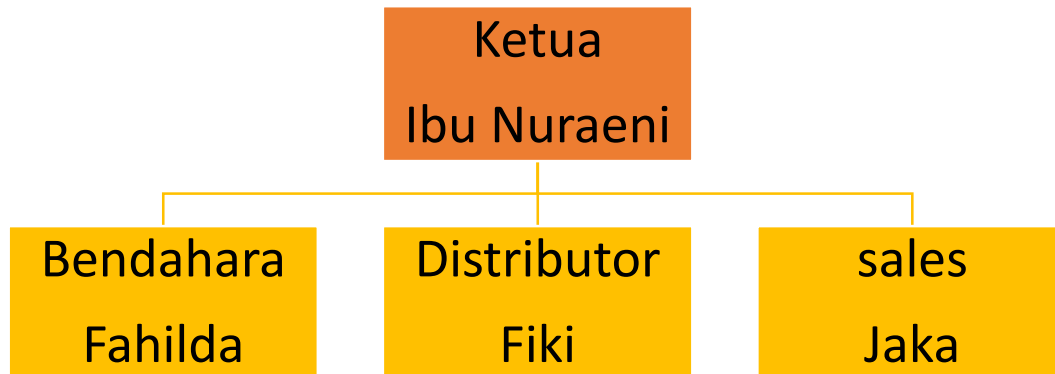 Ketua
Ibu Nuraeni
Bendahara
Fahilda
Distributor
Fiki
sales
Jaka